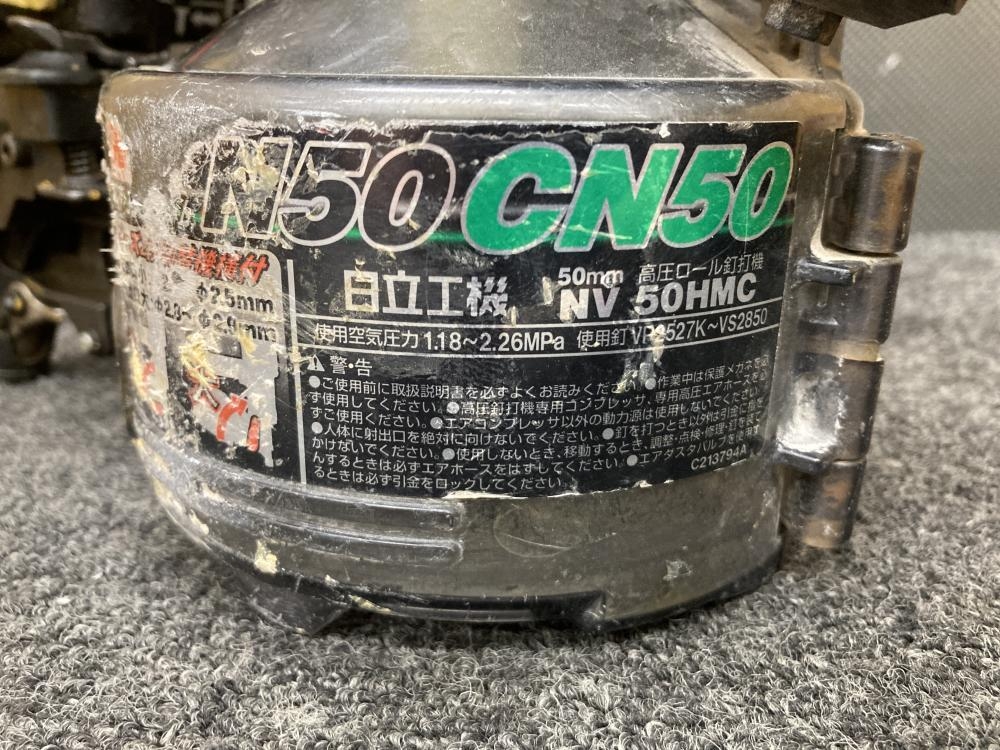 N50 CN50
機構付
φ2.5mm
日立工機 50mm 高圧ロール釘打機
NV 50HMC
使用空気圧力 1.18〜2.26MPa 使用釘 VP2527K〜VS2850
警・告
●ご使用前に取扱説明書を必ずよくお読みください。●作業中は保護メガネを必
ず使用してください。●高圧釘打機専用コンプレッサ、専用高圧エアホースを必
ずご使用ください。●エアコンプレッサ以外の動力源は使用しないでください。
●人体に射出口を絶対に向けないでください。●釘を打つとき以外は引金に指を
かけないでください。●使用しないとき、移動するとき、調整・点検・修理・釘を装て
んするときは必ずエアホースをはずしてください。●エアダスタバルブを使用す
るときは必ず引金をロックしてください。
C213794A